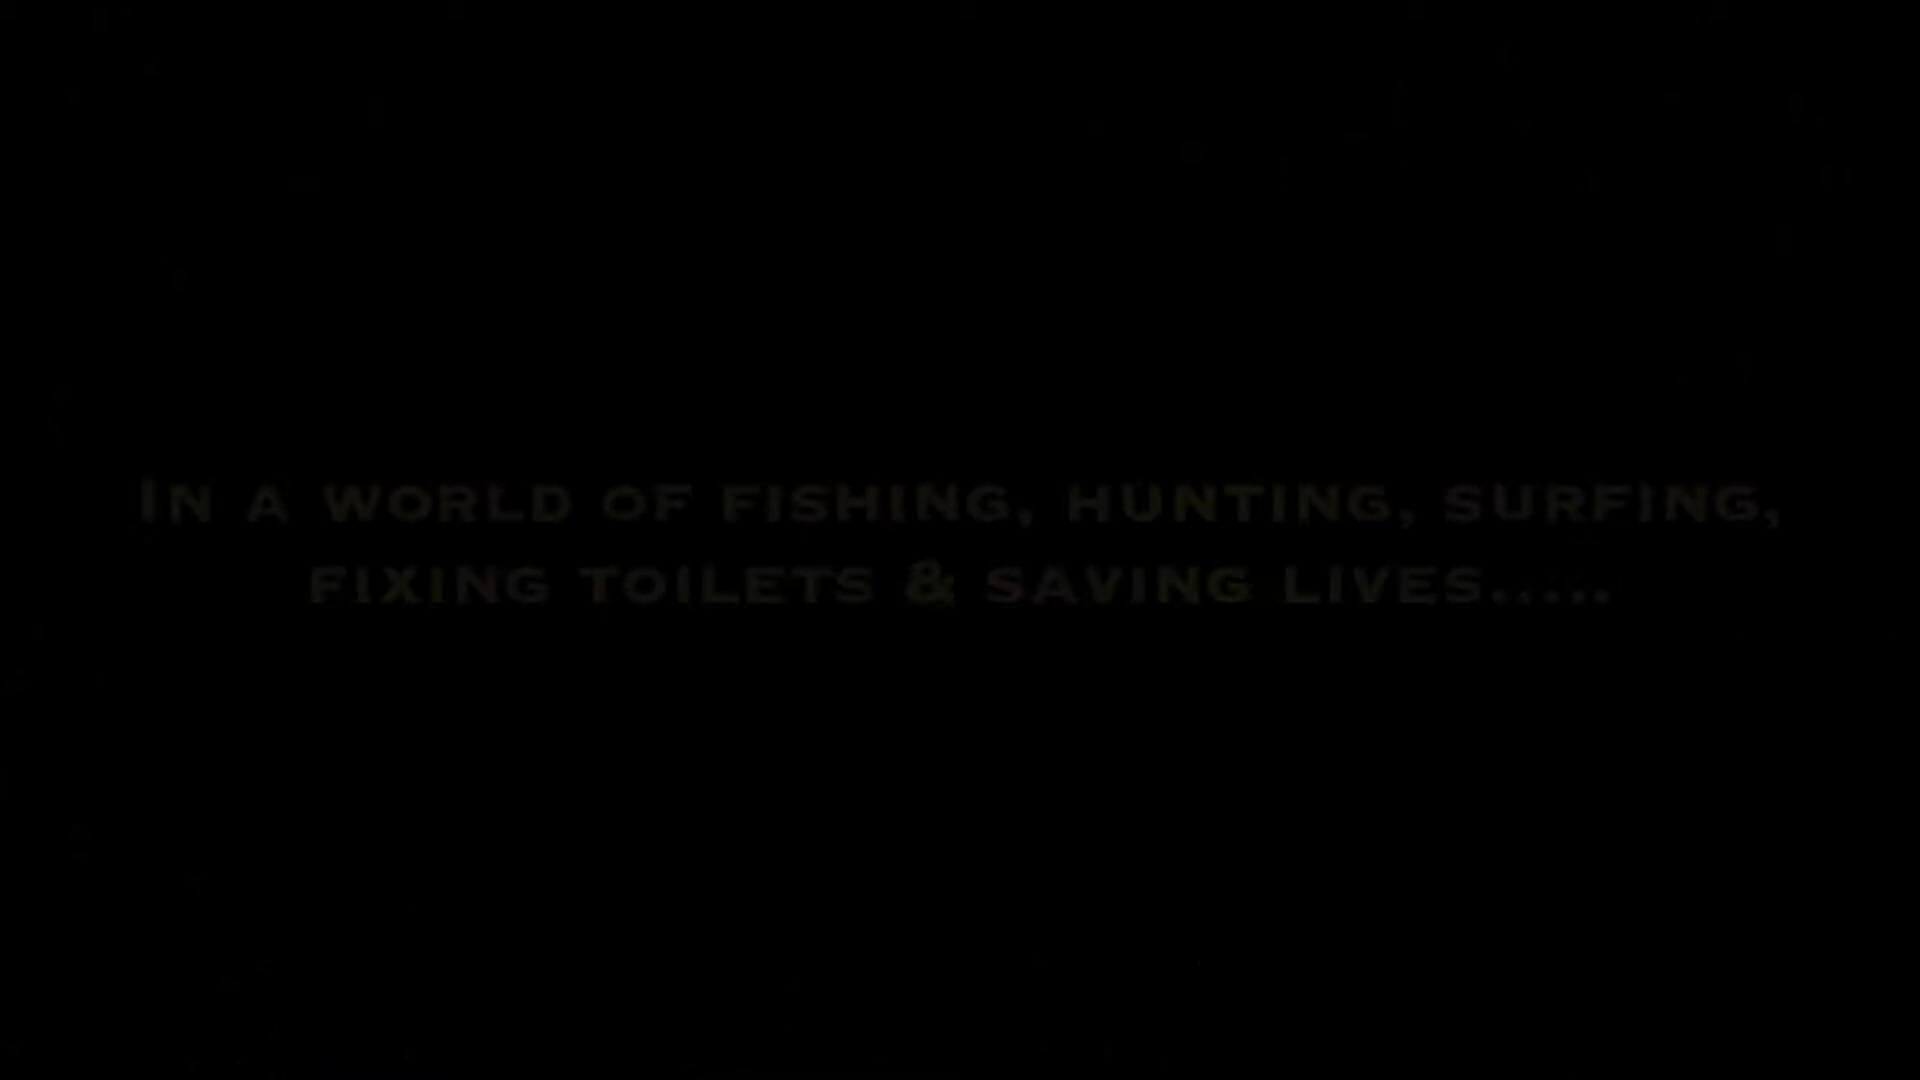 In a world of fishing, hunting, surfing,
fixing toilets & saving lives.....